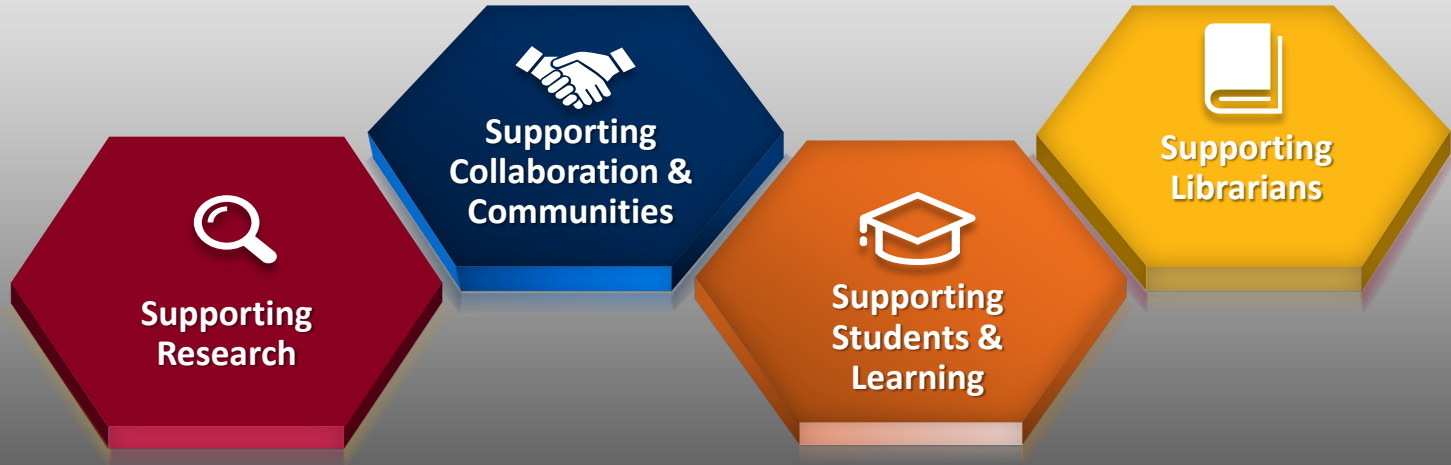 Supporting
Research
Supporting
Collaboration &
Communities
Supporting
Students &
Learning
Supporting
Librarians